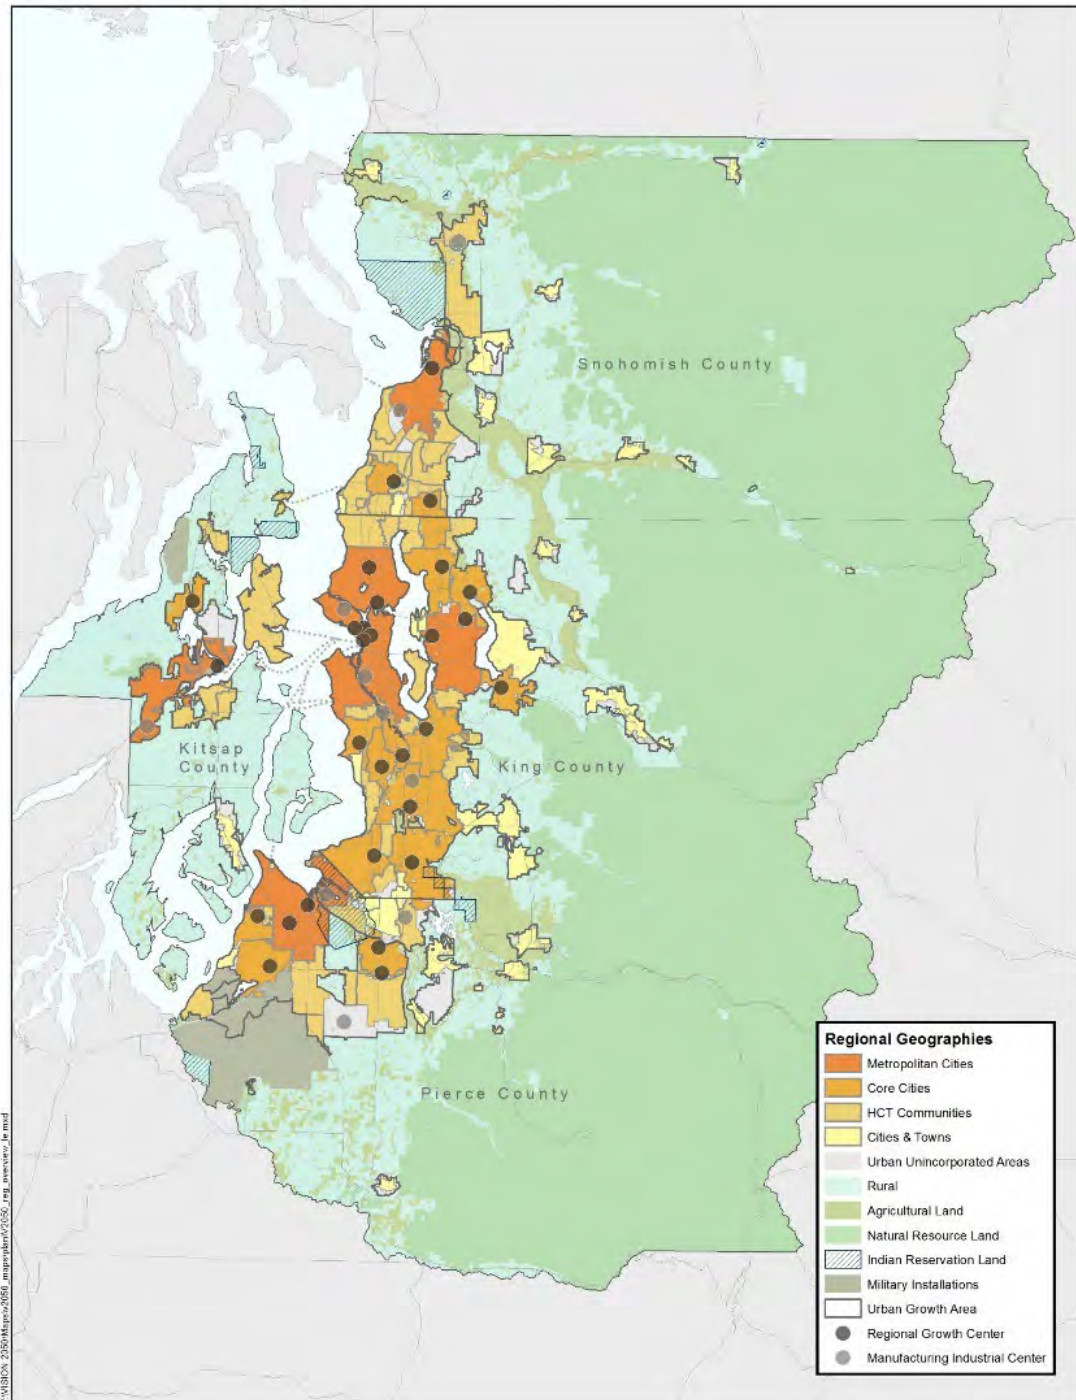 Snohomish County
Kitsap
County
King County
Pierce County
Regional Geographies
Metropolitan Cities
Core Cities
HCT Communities
Cities & Towns
Urban Unincorporated Areas
Rural
Agricultural Land
Natural Resource Land
Indian Reservation Land
Military Installations
Urban Growth Area
Regional Growth Center
Manufacturing Industrial Center